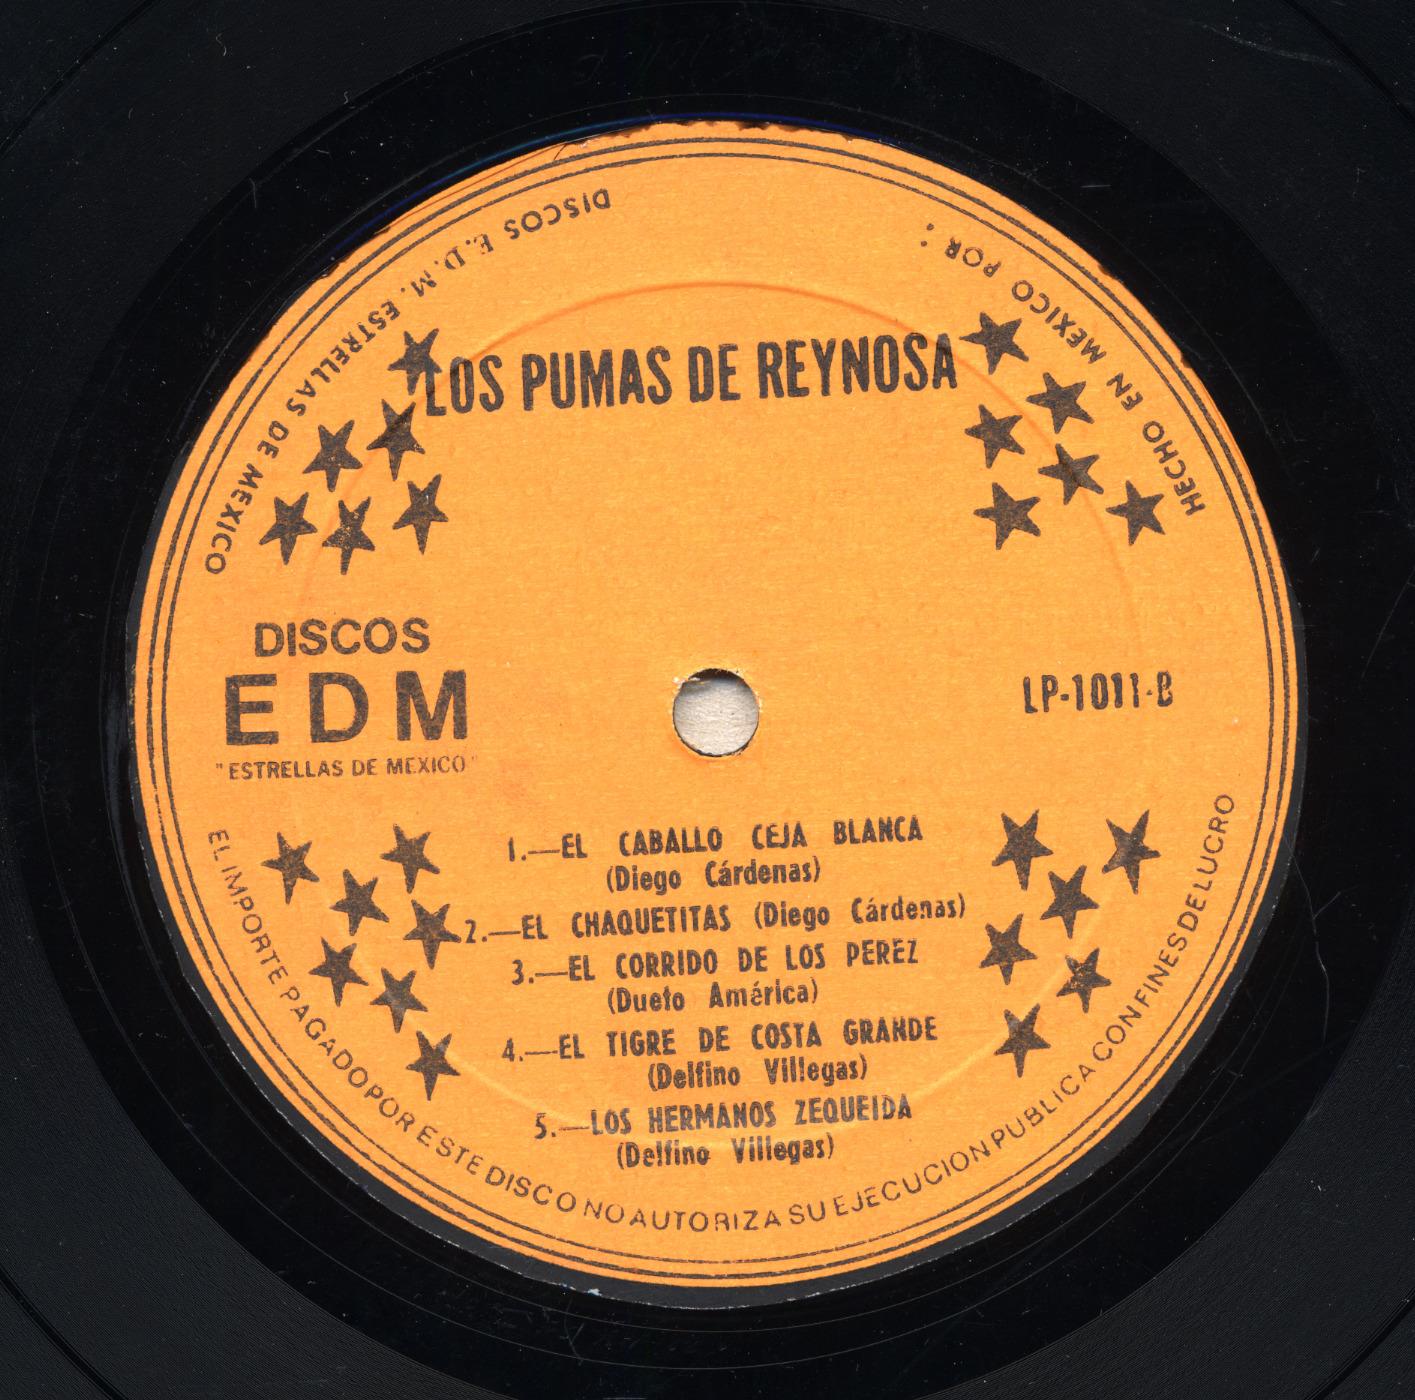 HECHO EN MEXICO POR :
DISCOS E.D.M. ESTRELLAS DE MEXICO
LOS PUMAS DE REYNOSA
DISCOS
EDM
"ESTRELLAS DE MEXICO"
LP-1011-B
1.—EL CABALLO CEJA BLANCA
(Diego Cárdenas)
2.—EL CHAQUETITAS (Diego Cárdenas)
3.—EL CORRIDO DE LOS PEREZ
(Dueto América)
4.—EL TIGRE DE COSTA GRANDE
(Delfino Villegas)
5.—LOS HERMANOS ZEQUEIDA
(Delfino Villegas)
EL IMPORTE PAGADO POR ESTE DISCO NO AUTORIZA SU EJECUCION PUBLICA CON FINES DE LUCRO